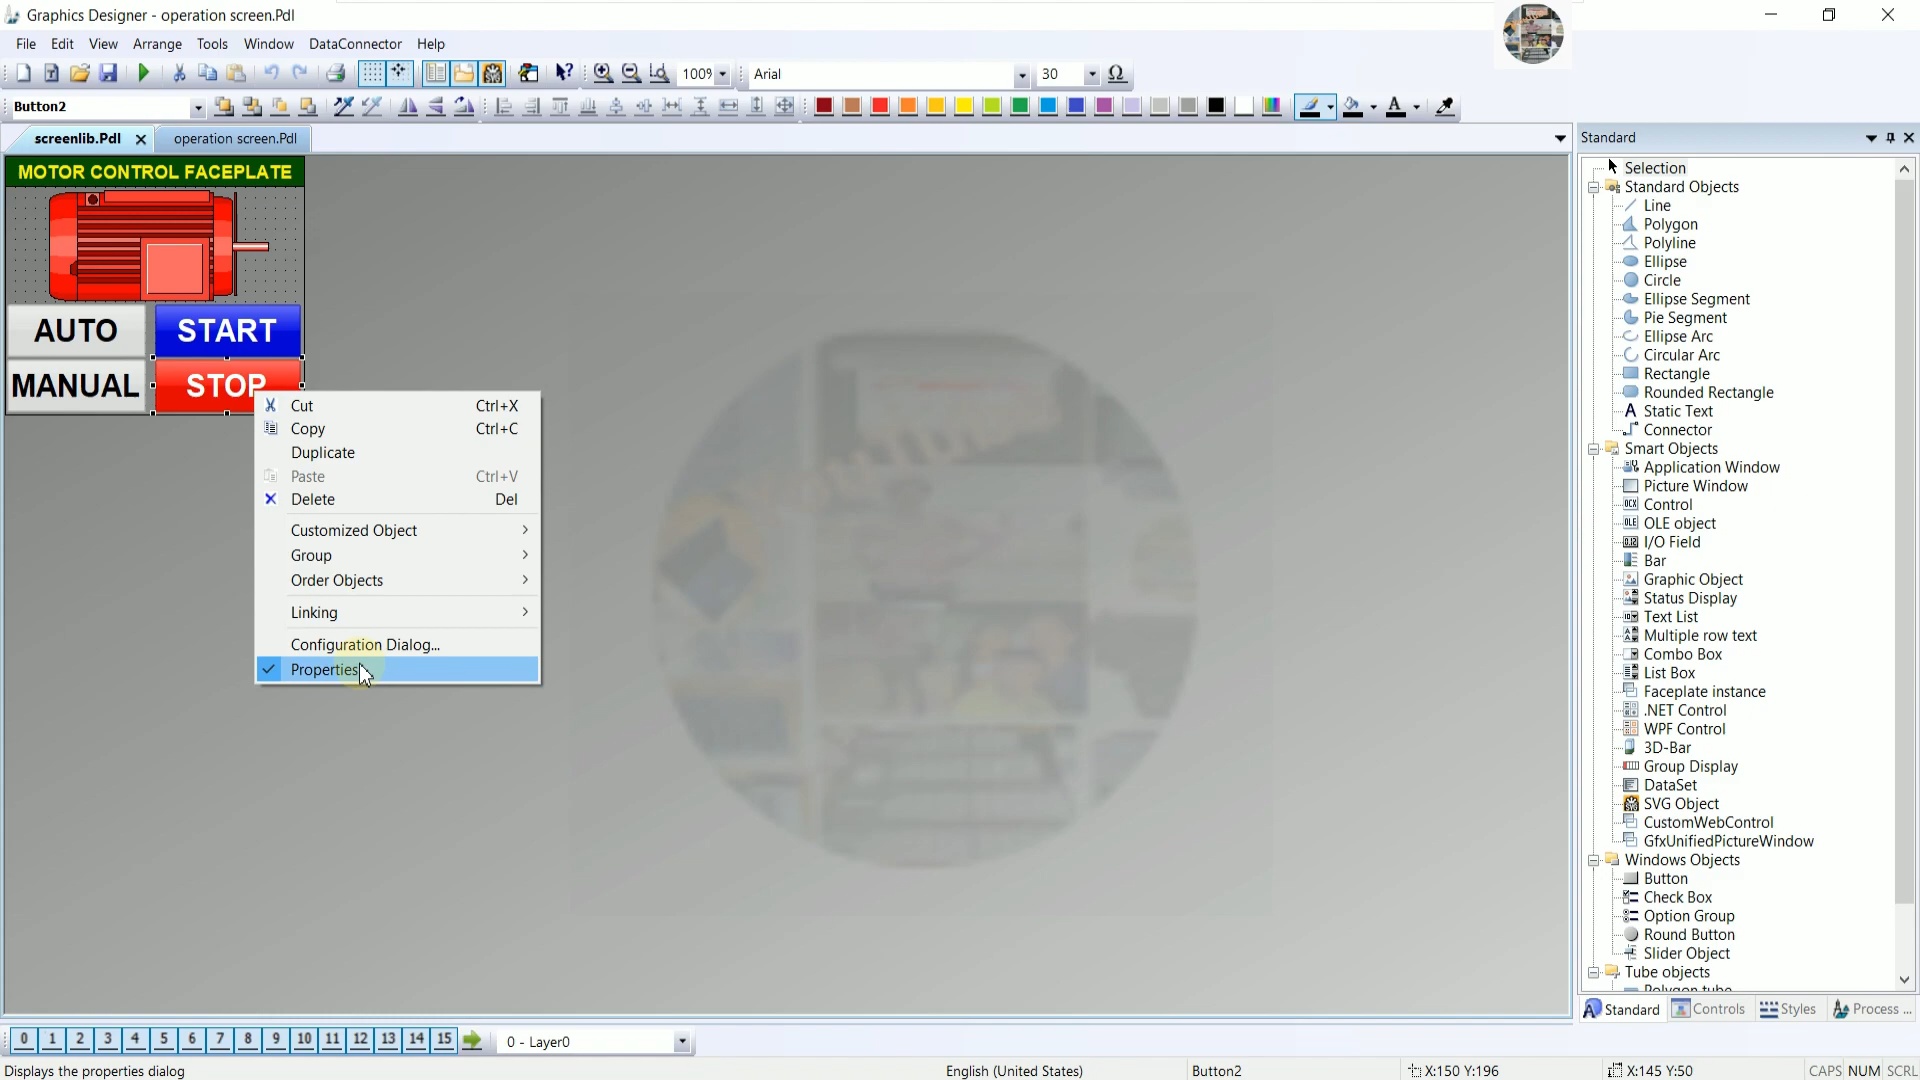 Graphics Designer - operation screen.Pdl
File Edit View Arrange Tools Window DataConnector Help
100% Arial 30 Ω
Button2
screenlib.Pdl operation screen.Pdl
MOTOR CONTROL FACEPLATE
AUTO START
MANUAL STOP
Cut Ctrl+X
Copy Ctrl+C
Duplicate
Paste Ctrl+V
Delete Del
Customized Object
Group
Order Objects
Linking
Configuration Dialog...
Properties
Standard
Selection
Standard Objects
Line
Polygon
Polyline
Ellipse
Circle
Ellipse Segment
Pie Segment
Ellipse Arc
Circular Arc
Rectangle
Rounded Rectangle
Static Text
Connector
Smart Objects
Application Window
Picture Window
Control
OLE object
I/O Field
Bar
Graphic Object
Status Display
Text List
Multiple row text
Combo Box
List Box
Faceplate instance
.NET Control
WPF Control
3D-Bar
Group Display
DataSet
SVG Object
CustomWebControl
GfxUnifiedPictureWindow
Windows Objects
Button
Check Box
Option Group
Round Button
Slider Object
Tube objects
Polygon tube
Standard Controls Styles Process ...
0 1 2 3 4 5 6 7 8 9 10 11 12 13 14 15 0 - Layer0
Displays the properties dialog English (United States) Button2 X:150 Y:196 X:145 Y:50 CAPS NUM SCRL